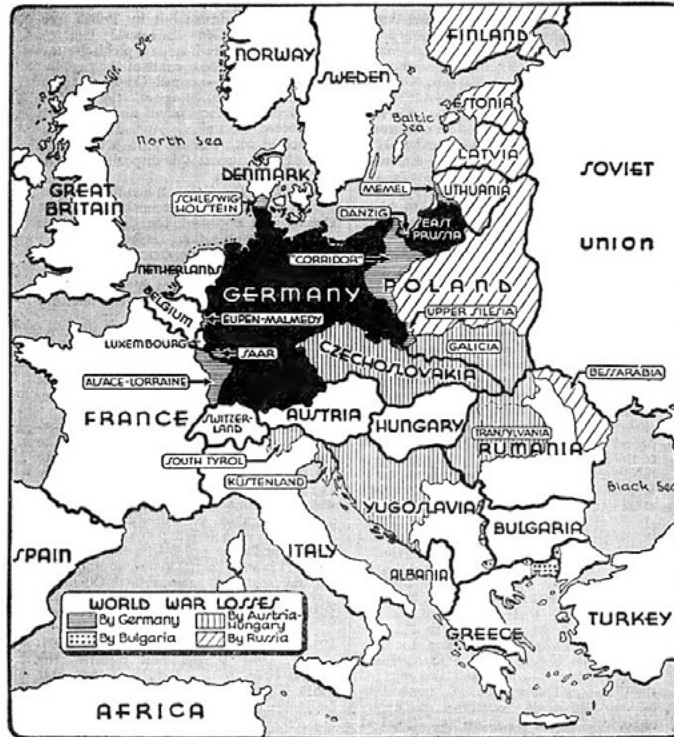 NORWAY
SWEDEN
FINLAND
ESTONIA
Baltic
Sea
LATVIA
SOVIET
UNION
North Sea
DENMARK
MEMEL
LITHUANIA
SCHLESWIG
HOLSTEIN
DANZIG
EAST
PRUSSIA
GREAT
BRITAIN
"CORRIDOR"
NETHERLANDS
GERMANY
POLAND
BELGIUM
EUPEN-MALMEDY
UPPER SILESIA
LUXEMBOURG
SAAR
GALICIA
CZECHOSLOVAKIA
ALSACE-LORRAINE
BESSARABIA
FRANCE
SWITZER-
LAND
AUSTRIA
HUNGARY
TRANSYLVANIA
RUMANIA
SOUTH TYROL
KÜSTENLAND
Black Sea
YUGOSLAVIA
BULGARIA
SPAIN
ITALY
ALBANIA
WORLD WAR LOSSES
By Germany
By Austria-
Hungary
By Bulgaria
By Russia
GREECE
TURKEY
AFRICA